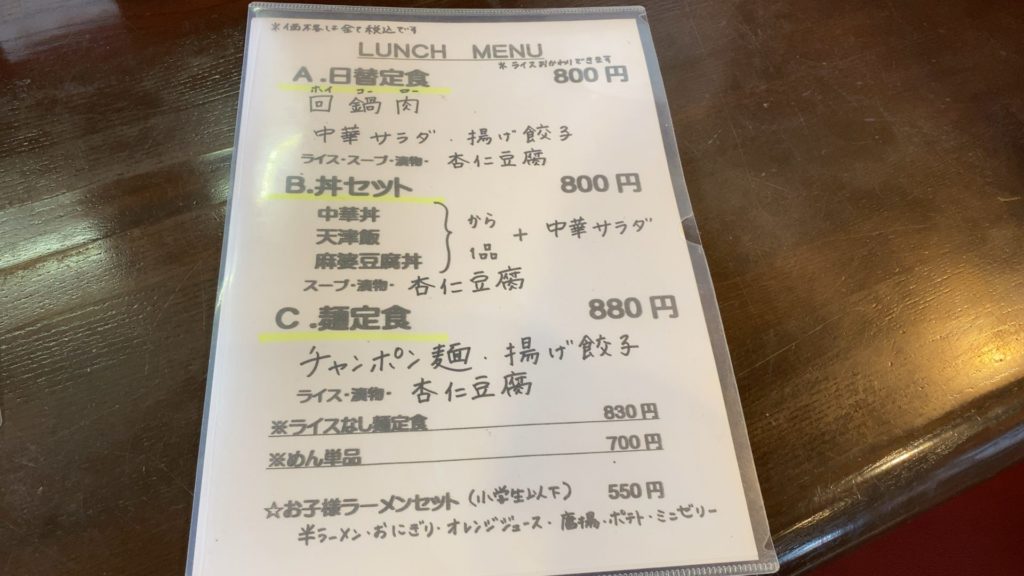 ※価格は全て税込です
LUNCH MENU
※ライスおかわりできます
A.日替定食 800円
ホイ コー ロー
回鍋肉
中華サラダ・揚げ餃子
ライス・スープ・漬物・杏仁豆腐
B.丼セット 800円
中華丼
天津飯
麻婆豆腐丼
から
1品
+ 中華サラダ
スープ・漬物・杏仁豆腐
C.麺定食 880円
チャンポン麺・揚げ餃子
ライス・漬物・杏仁豆腐
※ライスなし麺定食 830円
※めん単品 700円
☆お子様ラーメンセット(小学生以下) 550円
半ラーメン・おにぎり・オレンジジュース・唐揚・ポテト・ミニゼリー